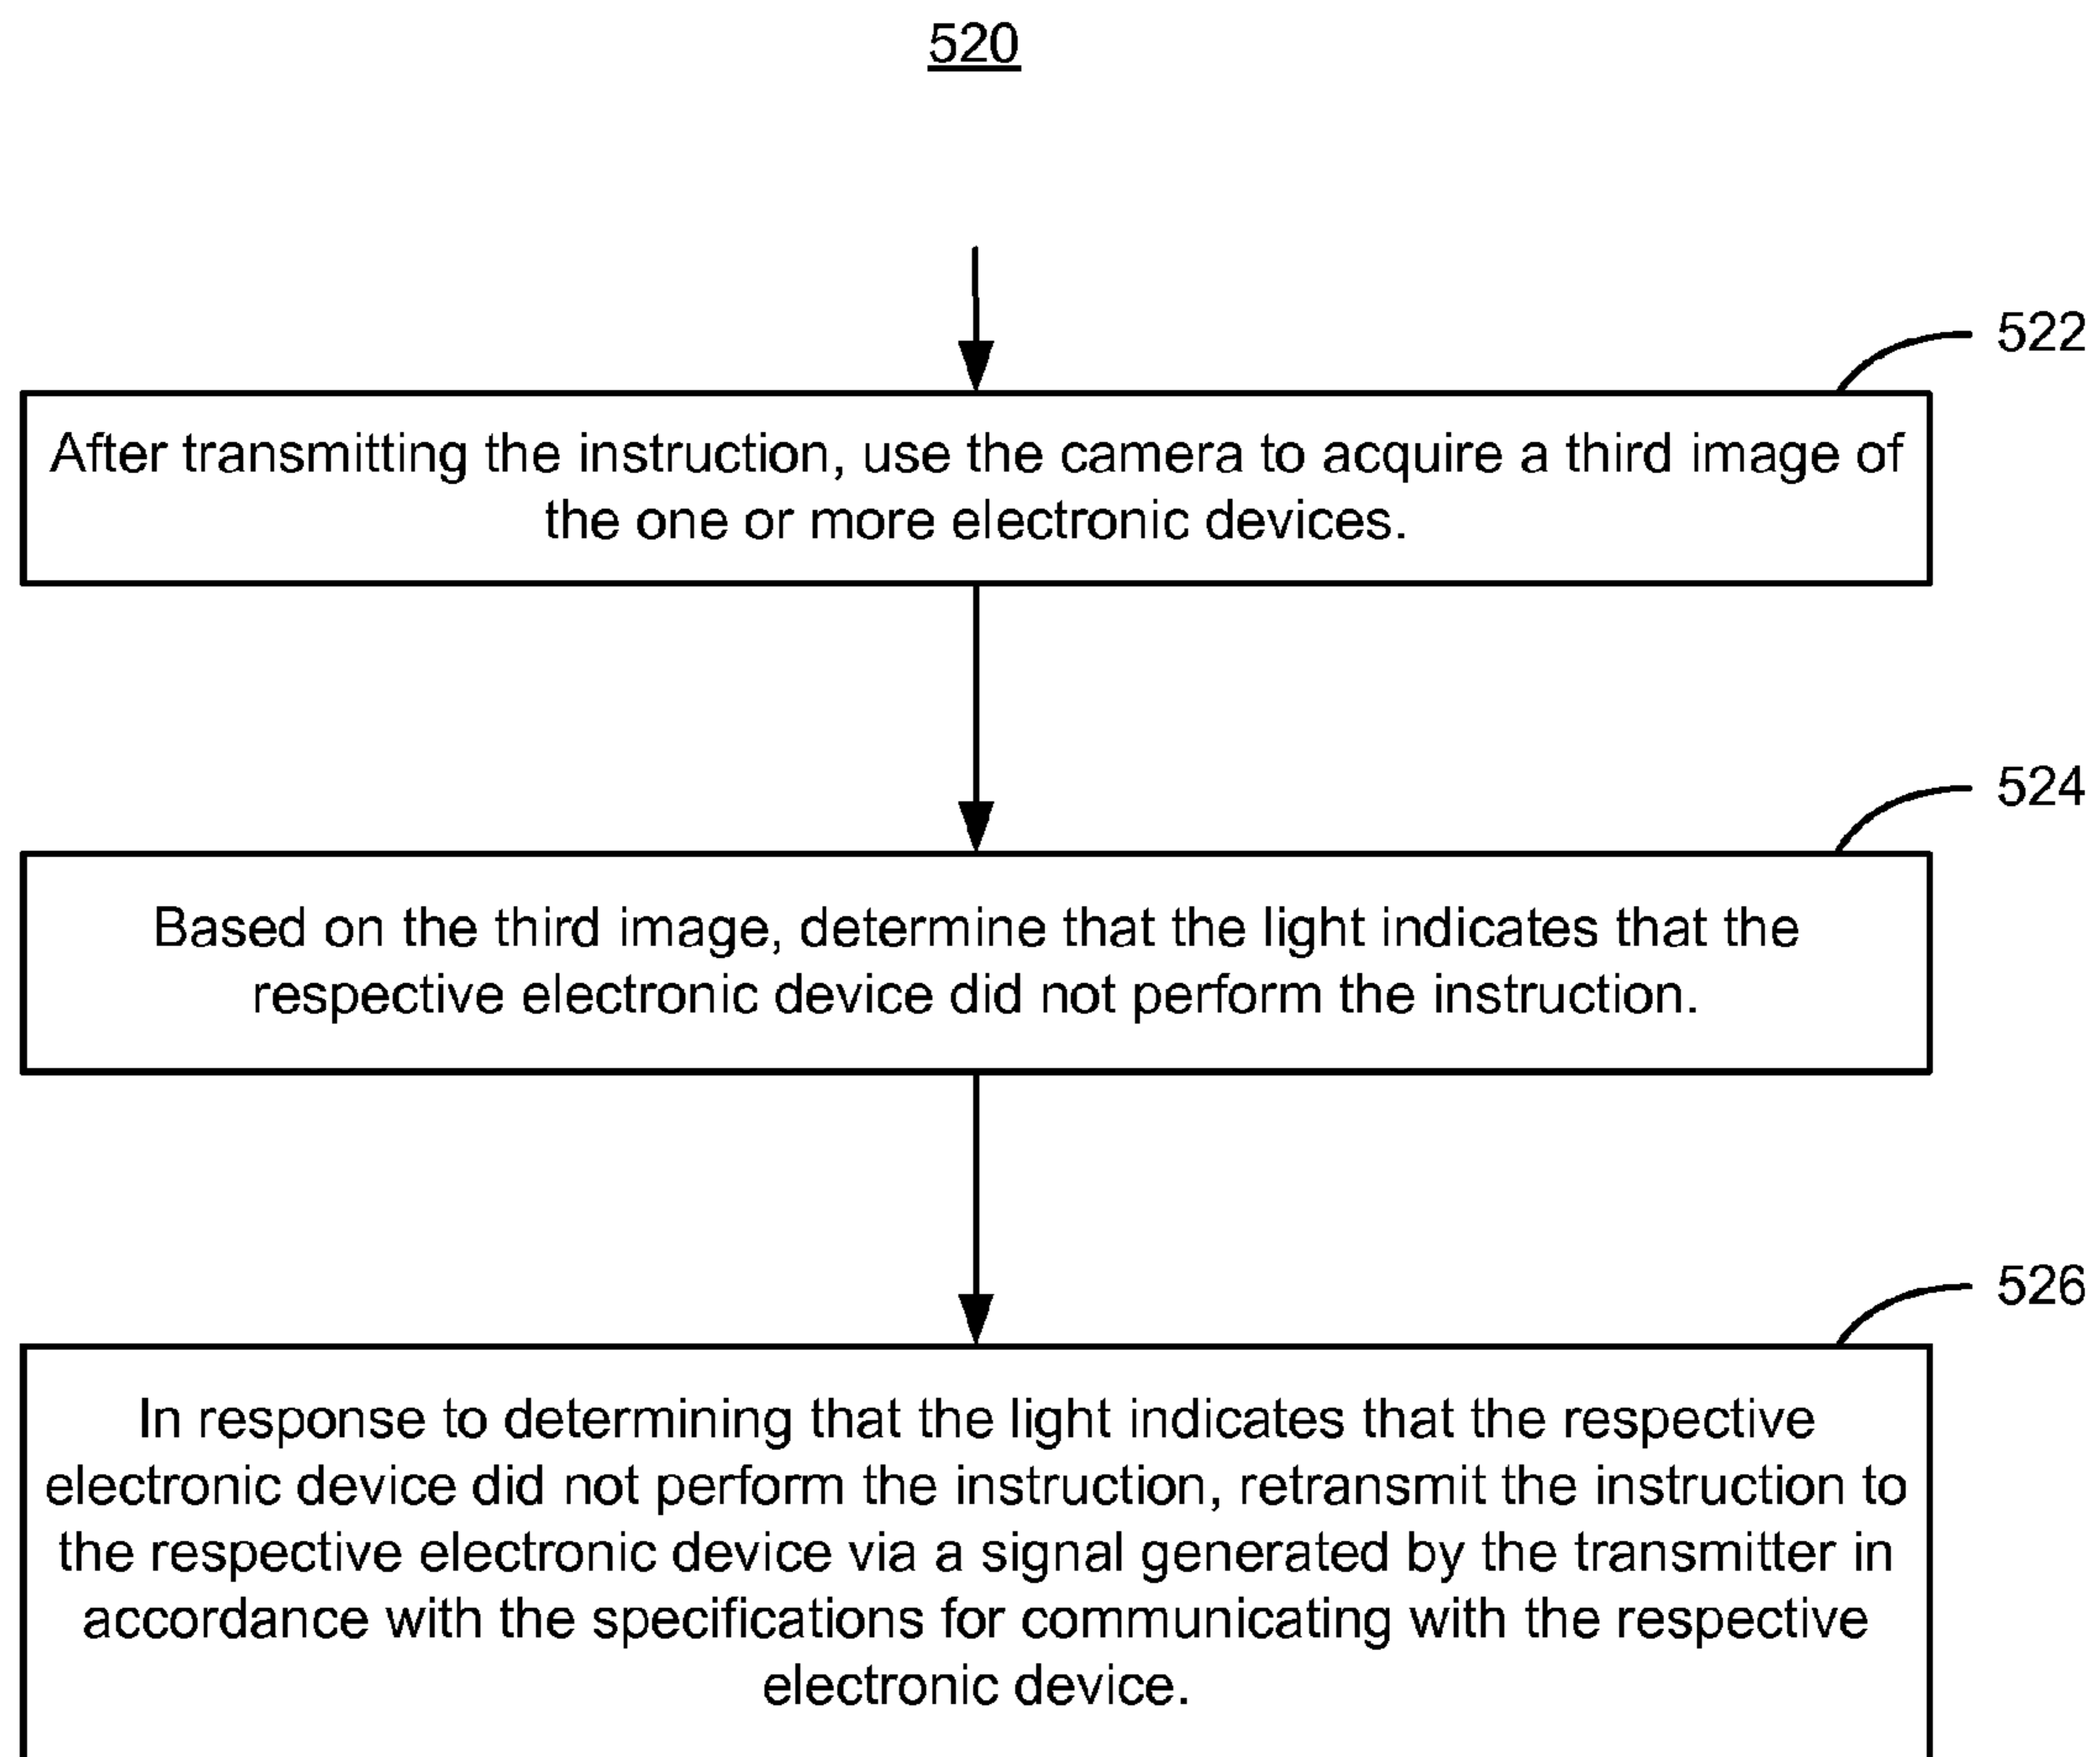 520
522
After transmitting the instruction, use the camera to acquire a third image of
the one or more electronic devices.
524
Based on the third image, determine that the light indicates that the
respective electronic device did not perform the instruction.
526
In response to determining that the light indicates that the respective
electronic device did not perform the instruction, retransmit the instruction to
the respective electronic device via a signal generated by the transmitter in
accordance with the specifications for communicating with the respective
electronic device.